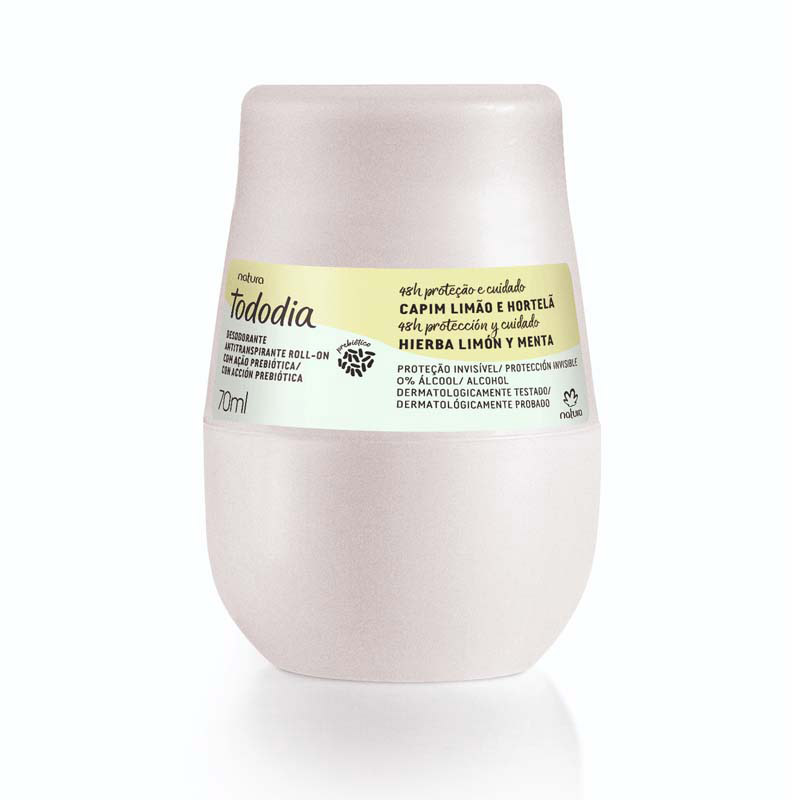 natura
tododia
DESODORANTE
ANTITRANSPIRANTE ROLL-ON
COM AÇÃO PREBIÓTICA/
CON ACCIÓN PREBIÓTICA
70ml
prebiótico
48h proteção e cuidado
CAPIM LIMÃO E HORTELÃ
48h protección y cuidado
HIERBA LIMÓN Y MENTA
PROTEÇÃO INVISÍVEL/ PROTECCIÓN INVISIBLE
0% ÁLCOOL/ ALCOHOL
DERMATOLOGICAMENTE TESTADO/
DERMATOLÓGICAMENTE PROBADO
natura